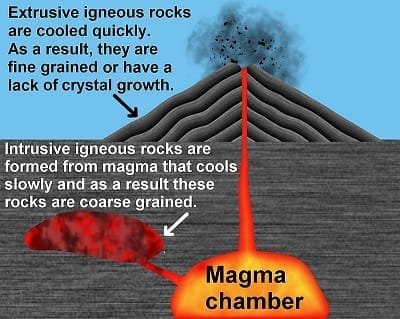 Extrusive igneous rocks
are cooled quickly.
As a result, they are
fine grained or have a
lack of crystal growth.
Intrusive igneous rocks are
formed from magma that cools
slowly and as a result these
rocks are coarse grained.
Magma
chamber